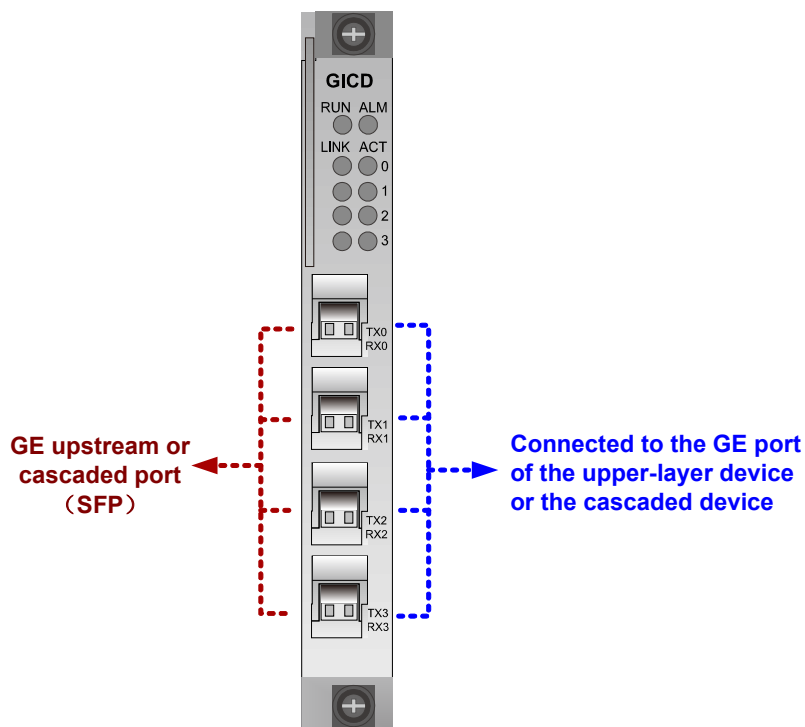 GICD
RUN ALM
LINK ACT
0
1
2
3
TX0
RX0
TX1
RX1
TX2
RX2
TX3
RX3
GE upstream or
cascaded port
（SFP）
Connected to the GE port
of the upper-layer device
or the cascaded device